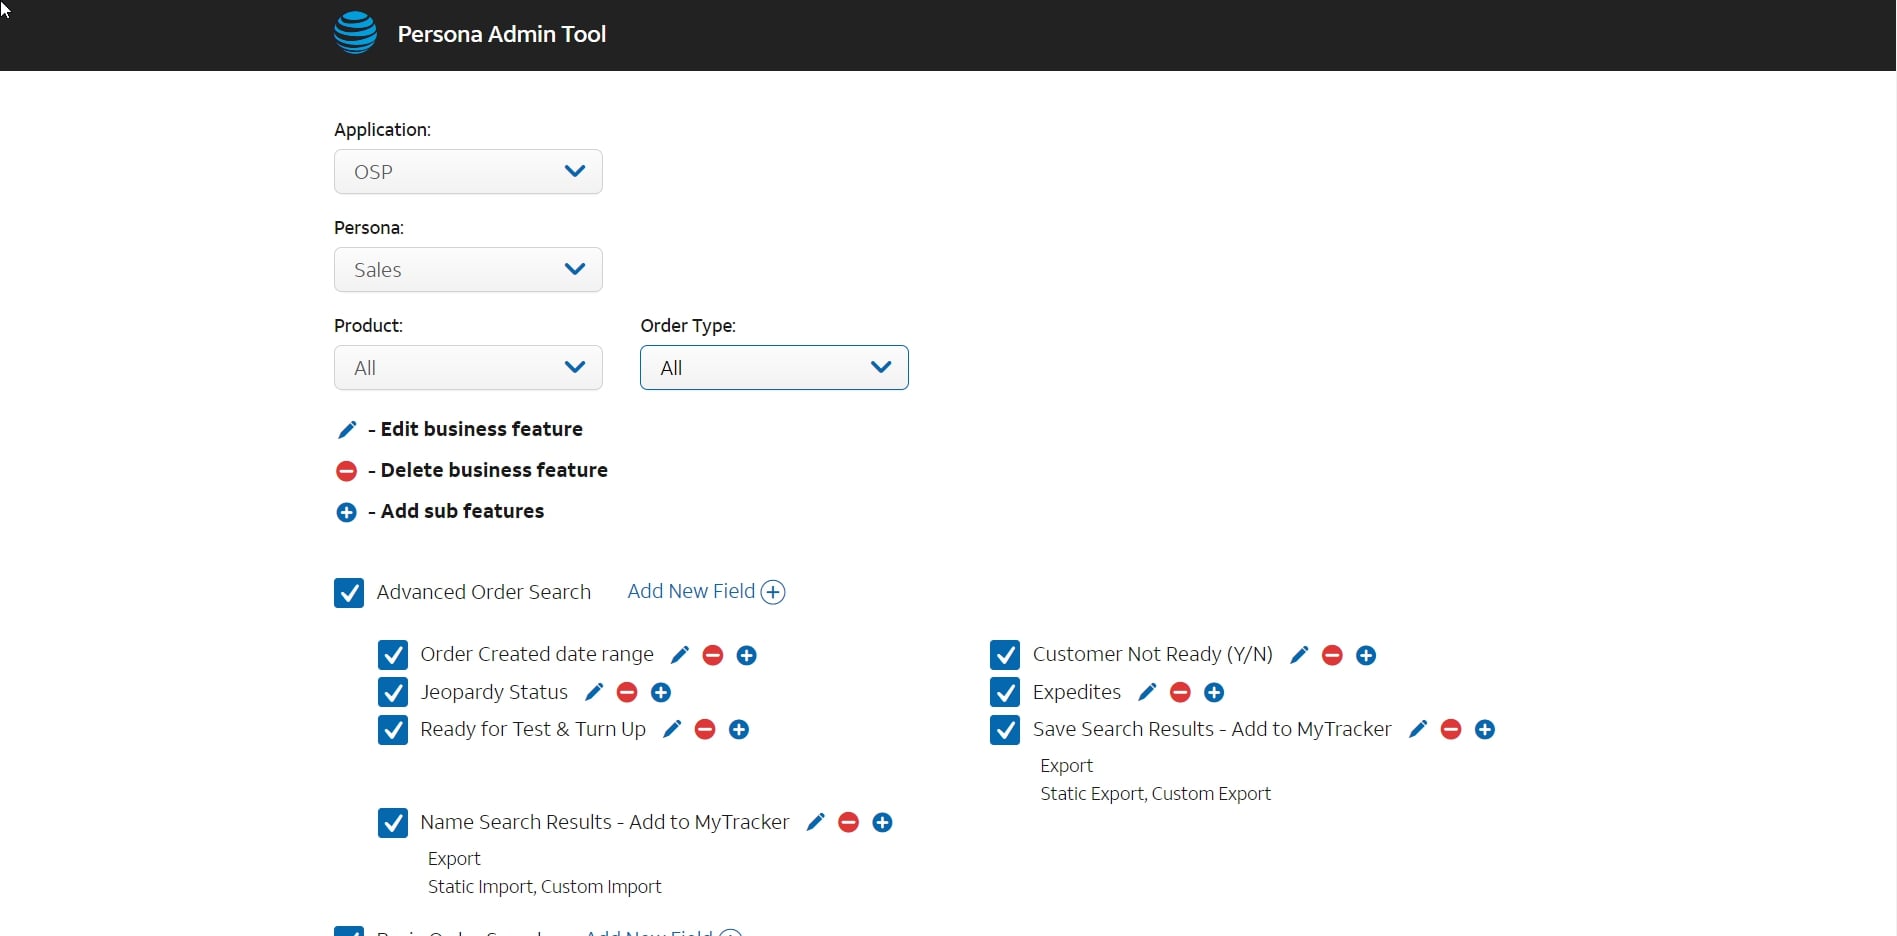 Persona Admin Tool
Application:
OSP
Persona:
Sales
Product:
Order Type:
All
All
- Edit business feature
- Delete business feature
- Add sub features
Advanced Order Search
Add New Field
Order Created date range
Customer Not Ready (Y/N)
Jeopardy Status
Expedites
Ready for Test & Turn Up
Save Search Results - Add to MyTracker
Export
Static Export, Custom Export
Name Search Results - Add to MyTracker
Export
Static Import, Custom Import
Add New Field